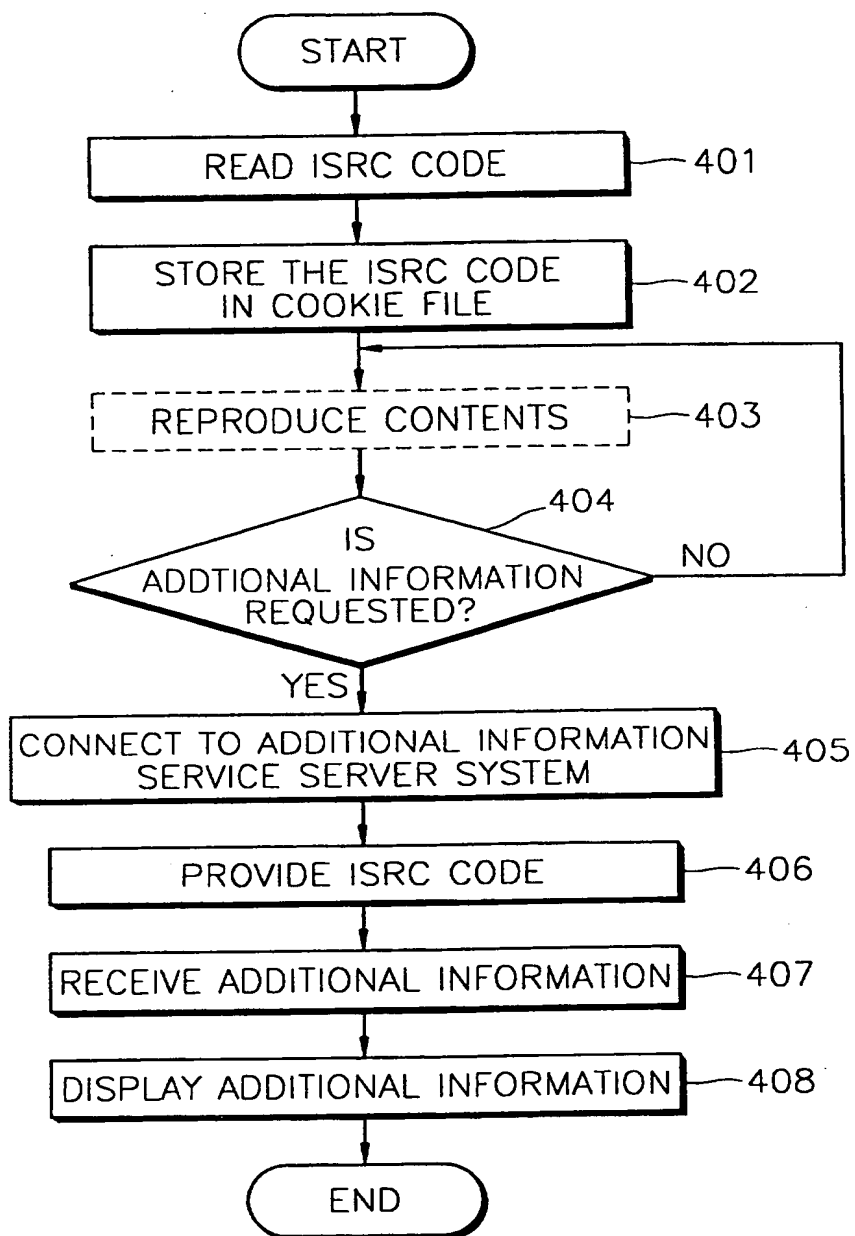 START
READ ISRC CODE
401
STORE THE ISRC CODE
IN COOKIE FILE
402
REPRODUCE CONTENTS
403
404
IS
ADDTIONAL INFORMATION
REQUESTED?
NO
YES
CONNECT TO ADDITIONAL INFORMATION
SERVICE SERVER SYSTEM
405
PROVIDE ISRC CODE
406
RECEIVE ADDITIONAL INFORMATION
407
DISPLAY ADDITIONAL INFORMATION
408
END